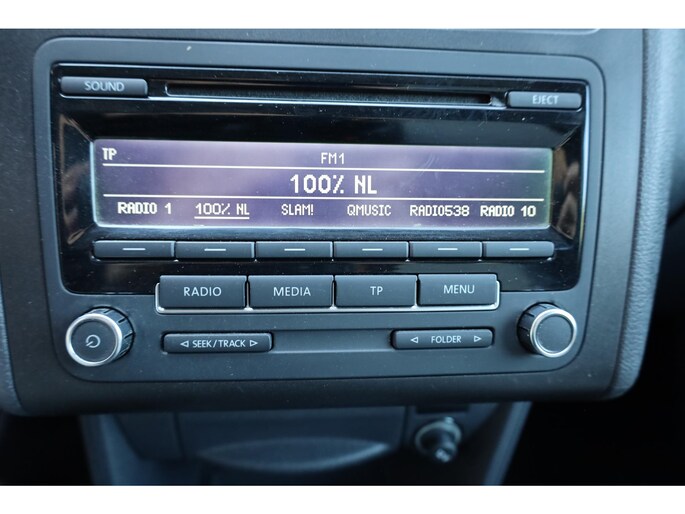 SOUND
EJECT
TP FM1
100% NL
RADIO 1 100% NL SLAM! QMUSIC RADIO538 RADIO 10
RADIO MEDIA TP MENU
◁ SEEK/TRACK ▷ ◁ FOLDER ▷